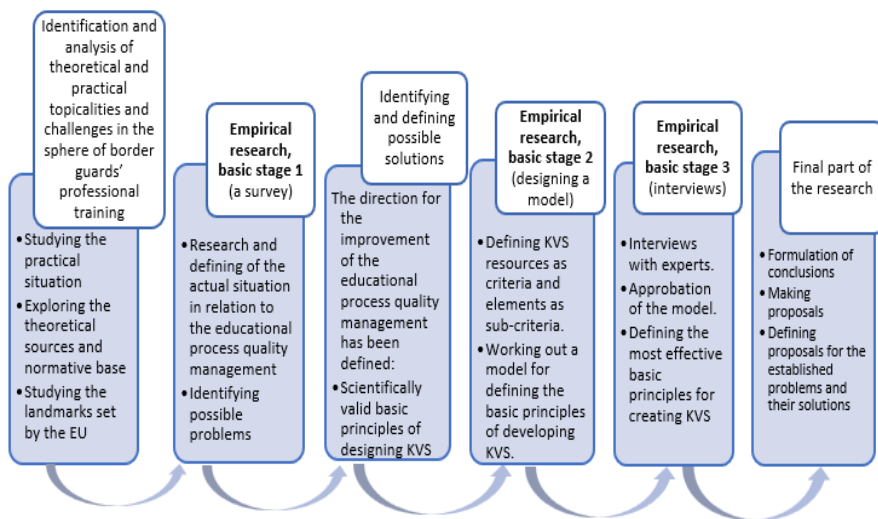 Identification and
analysis of
theoretical and
practical
topicalities and
challenges in the
sphere of border
guards’
professional
training
•Studying the
practical
situation
•Exploring the
theoretical
sources and
normative base
•Studying the
landmarks set
by the EU
Empirical
research,
basic stage 1
(a survey)
•Research and
defining of the
actual situation
in relation to
the educational
process quality
management
•Identifying
possible
problems
Identifying
and defining
possible
solutions
The direction for
the
improvement
of the
educational
process quality
management
has been
defined:
•Scientifically
valid basic
principles of
designing KVS
Empirical
research,
basic stage 2
(designing a
model)
•Defining KVS
resources as
criteria and
elements as
sub-criteria.
•Working out a
model for
defining the
basic principles
of developing
KVS.
Empirical
research,
basic stage 3
(interviews)
•Interviews
with experts.
•Approbation
of the model.
•Defining the
most effective
basic
principles for
creating KVS
Final part of
the research
•Formulation of
conclusions
•Making
proposals
•Defining
proposals for the
established
problems and
their solutions